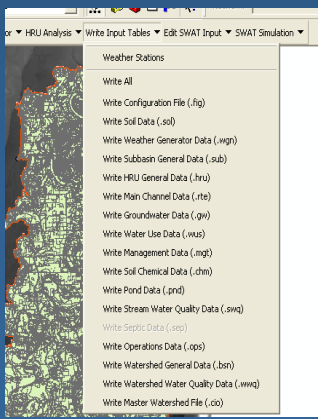 or ▼ HRU Analysis ▼ Write Input Tables ▼ Edit SWAT Input ▼ SWAT Simulation ▼
Weather Stations
Write All
Write Configuration File (.fig)
Write Soil Data (.sol)
Write Weather Generator Data (.wgn)
Write Subbasin General Data (.sub)
Write HRU General Data (.hru)
Write Main Channel Data (.rte)
Write Groundwater Data (.gw)
Write Water Use Data (.wus)
Write Management Data (.mgt)
Write Soil Chemical Data (.chm)
Write Pond Data (.pnd)
Write Stream Water Quality Data (.swq)
Write Septic Data (.sep)
Write Operations Data (.ops)
Write Watershed General Data (.bsn)
Write Watershed Water Quality Data (.wwq)
Write Master Watershed File (.cio)